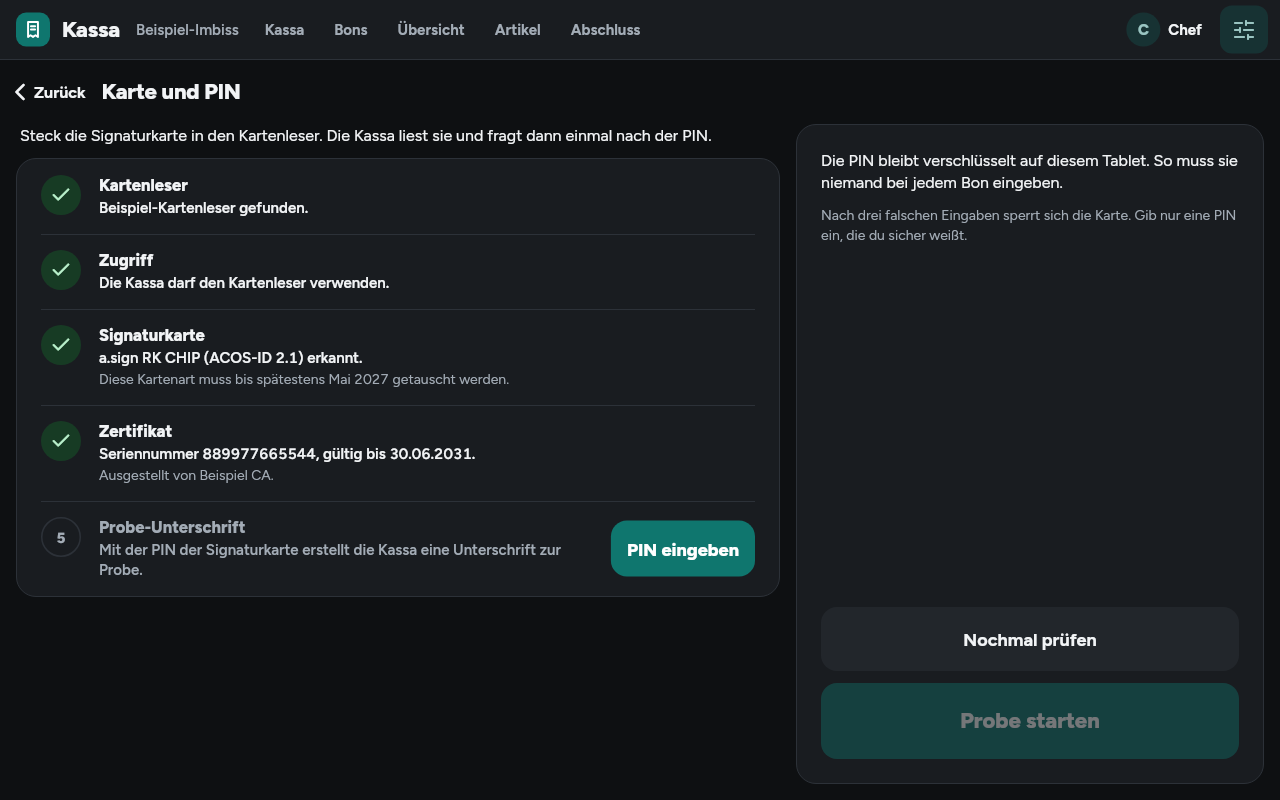 Kassa
Beispiel-Imbiss
Kassa
Bons
Übersicht
Artikel
Abschluss
C
Chef
Zurück
Karte und PIN
Steck die Signaturkarte in den Kartenleser. Die Kassa liest sie und fragt dann einmal nach der PIN.
Kartenleser
Beispiel-Kartenleser gefunden.
Zugriff
Die Kassa darf den Kartenleser verwenden.
Signaturkarte
a.sign RK CHIP (ACOS-ID 2.1) erkannt.
Diese Kartenart muss bis spätestens Mai 2027 getauscht werden.
Zertifikat
Seriennummer 889977665544, gültig bis 30.06.2031.
Ausgestellt von Beispiel CA.
5
Probe-Unterschrift
Mit der PIN der Signaturkarte erstellt die Kassa eine Unterschrift zur
Probe.
PIN eingeben
Die PIN bleibt verschlüsselt auf diesem Tablet. So muss sie
niemand bei jedem Bon eingeben.
Nach drei falschen Eingaben sperrt sich die Karte. Gib nur eine PIN
ein, die du sicher weißt.
Nochmal prüfen
Probe starten